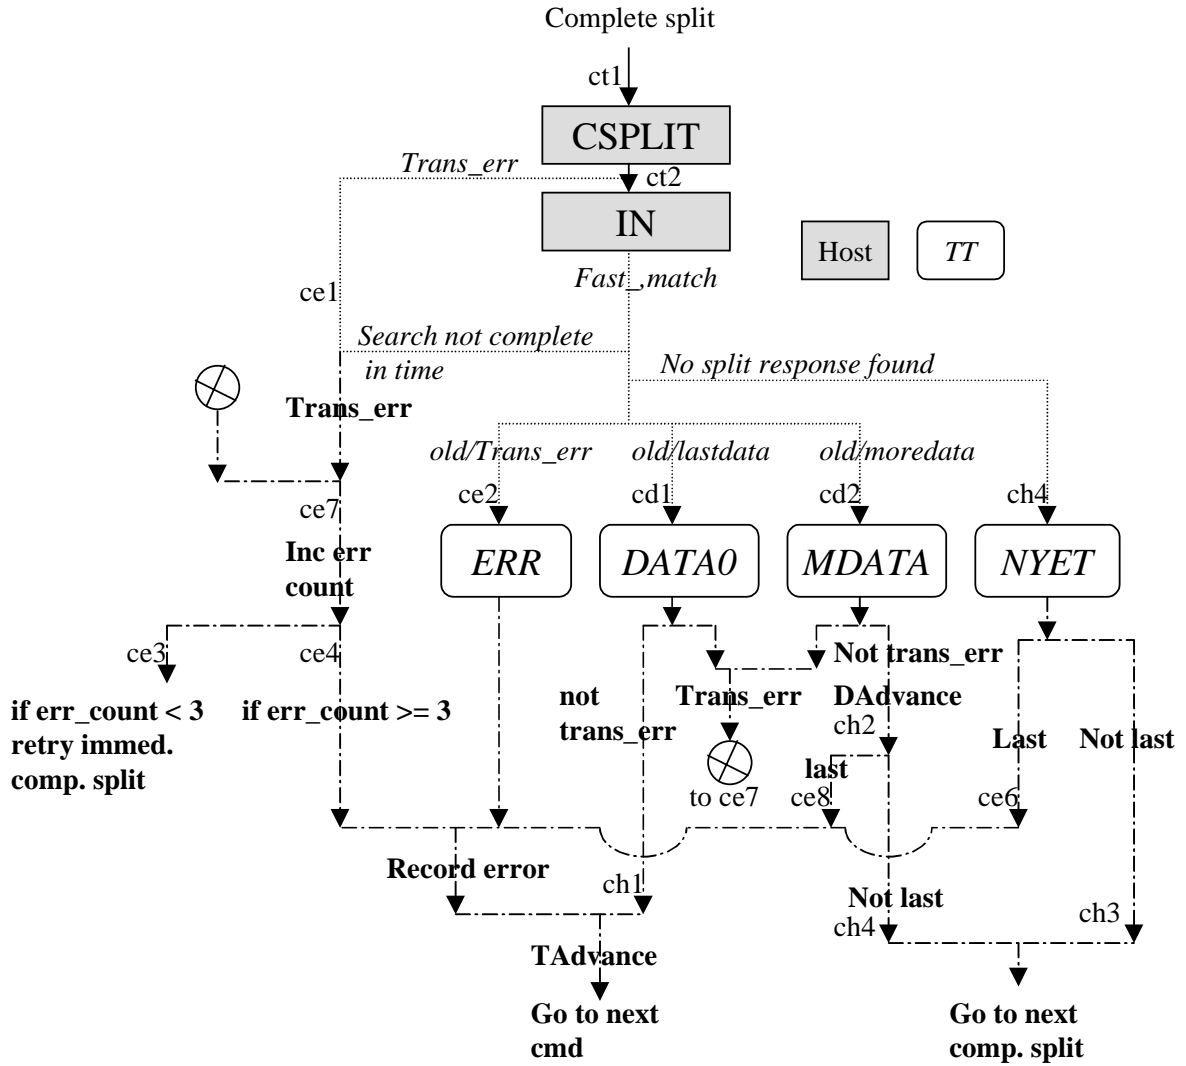 Complete split
ct1
CSPLIT
Trans_err
ct2
IN
Host
TT
Fast_,match
ce1
Search not complete
in time
No split response found
Trans_err
old/Trans_err
old/lastdata
old/moredata
ce2
cd1
cd2
ch4
ce7
ERR
DATA0
MDATA
NYET
Inc err
count
ce3
ce4
Not trans_err
not
trans_err
Trans_err
DAdvance
if err_count < 3
retry immed.
comp. split
if err_count >= 3
ch2
Last
Not last
last
to ce7
ce8
ce6
Record error
ch1
Not last
ch4
ch3
TAdvance
Go to next
cmd
Go to next
comp. split